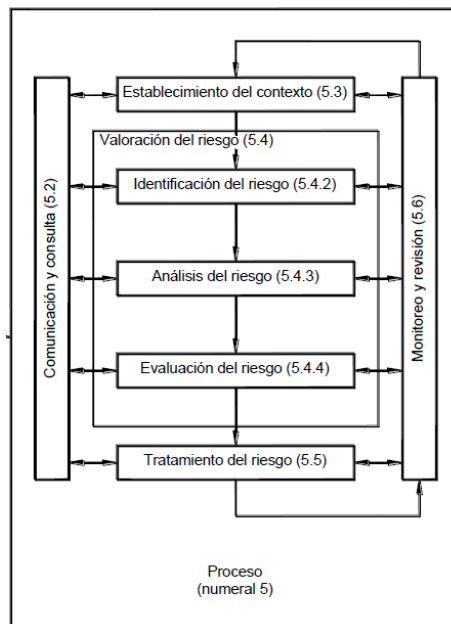 Establecimiento del contexto (5.3)
Valoración del riesgo (5.4)
Identificación del riesgo (5.4.2)
Análisis del riesgo (5.4.3)
Evaluación del riesgo (5.4.4)
Tratamiento del riesgo (5.5)
Comunicación y consulta (5.2)
Monitoreo y revisión (5.6)
Proceso
(numeral 5)